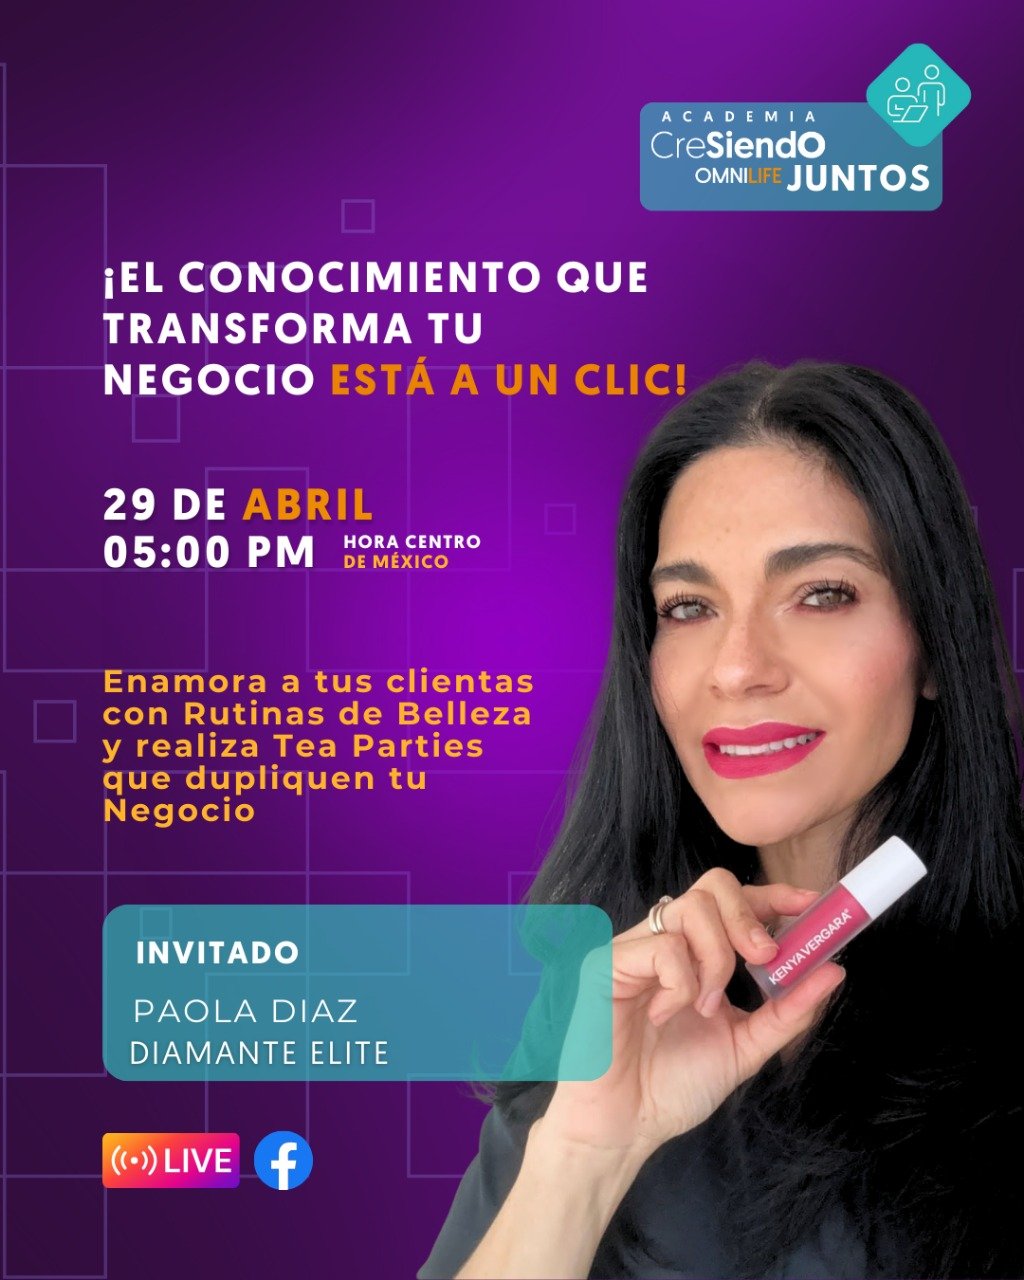 ACADEMIA
CreSiendO
OMNILIFE JUNTOS
¡EL CONOCIMIENTO QUE
TRANSFORMA TU
NEGOCIO ESTÁ A UN CLIC!
29 DE ABRIL
05:00 PM HORA CENTRO
DE MÉXICO
Enamora a tus clientas
con Rutinas de Belleza
y realiza Tea Parties
que dupliquen tu
Negocio
KENYAVERGARA®
INVITADO
PAOLA DIAZ
DIAMANTE ELITE
LIVE f